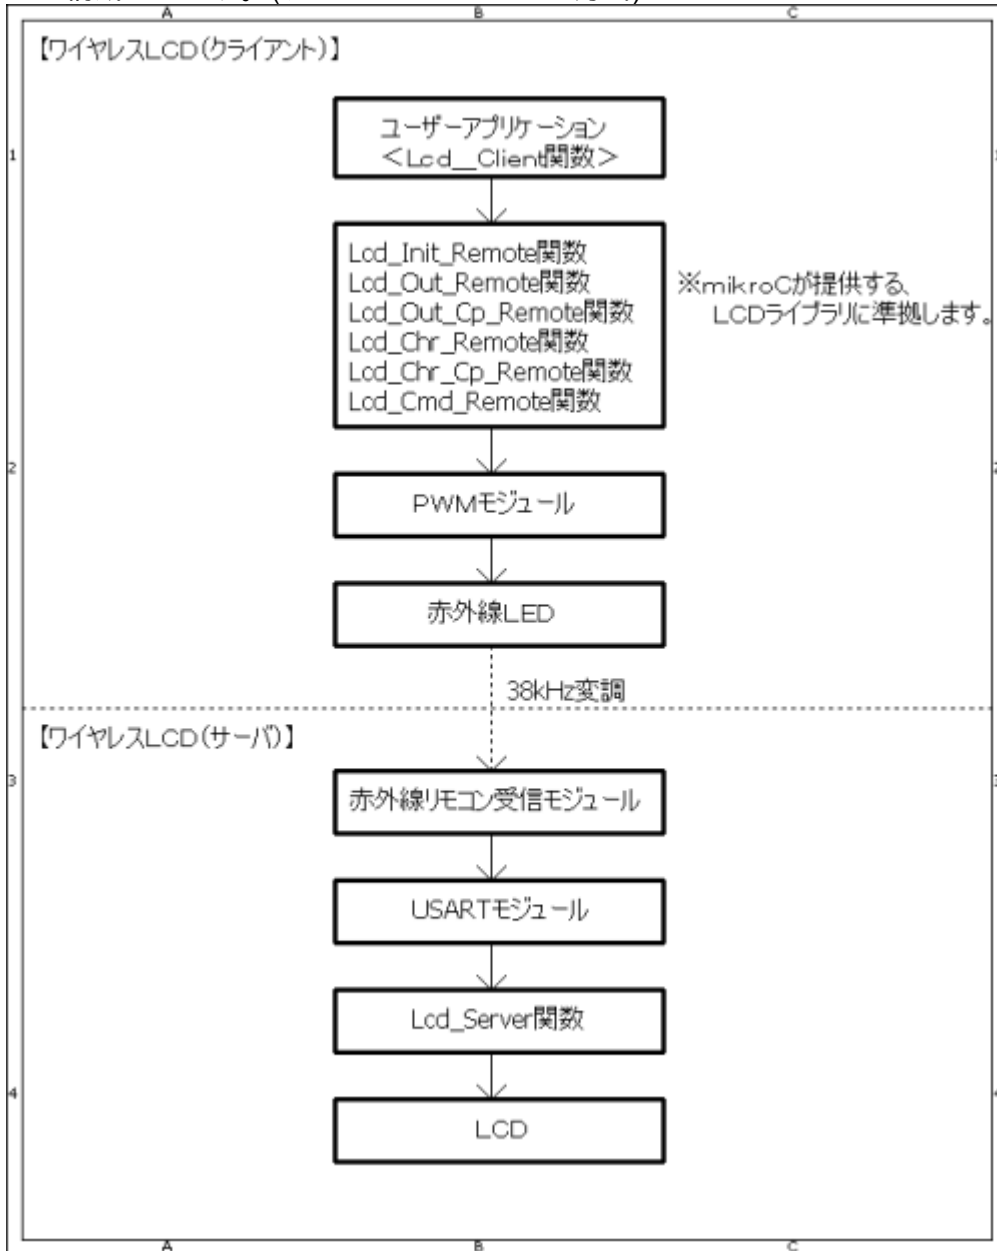 A B C
【ワイヤレスLCD(クライアント)】
ユーザーアプリケーション
1
<Lcd__Client関数>
Lcd_Init_Remote関数
Lcd_Out_Remote関数
Lcd_Out_Cp_Remote関数
Lcd_Chr_Remote関数
Lcd_Chr_Cp_Remote関数
Lcd_Cmd_Remote関数
※mikroCが提供する、
LCDライブラリに準拠します。
2 2
PWMモジュール
赤外線LED
38kHz変調
【ワイヤレスLCD(サーバ)】
3
赤外線リモコン受信モジュール
USARTモジュール
Lcd_Server関数
4
LCD
A B C